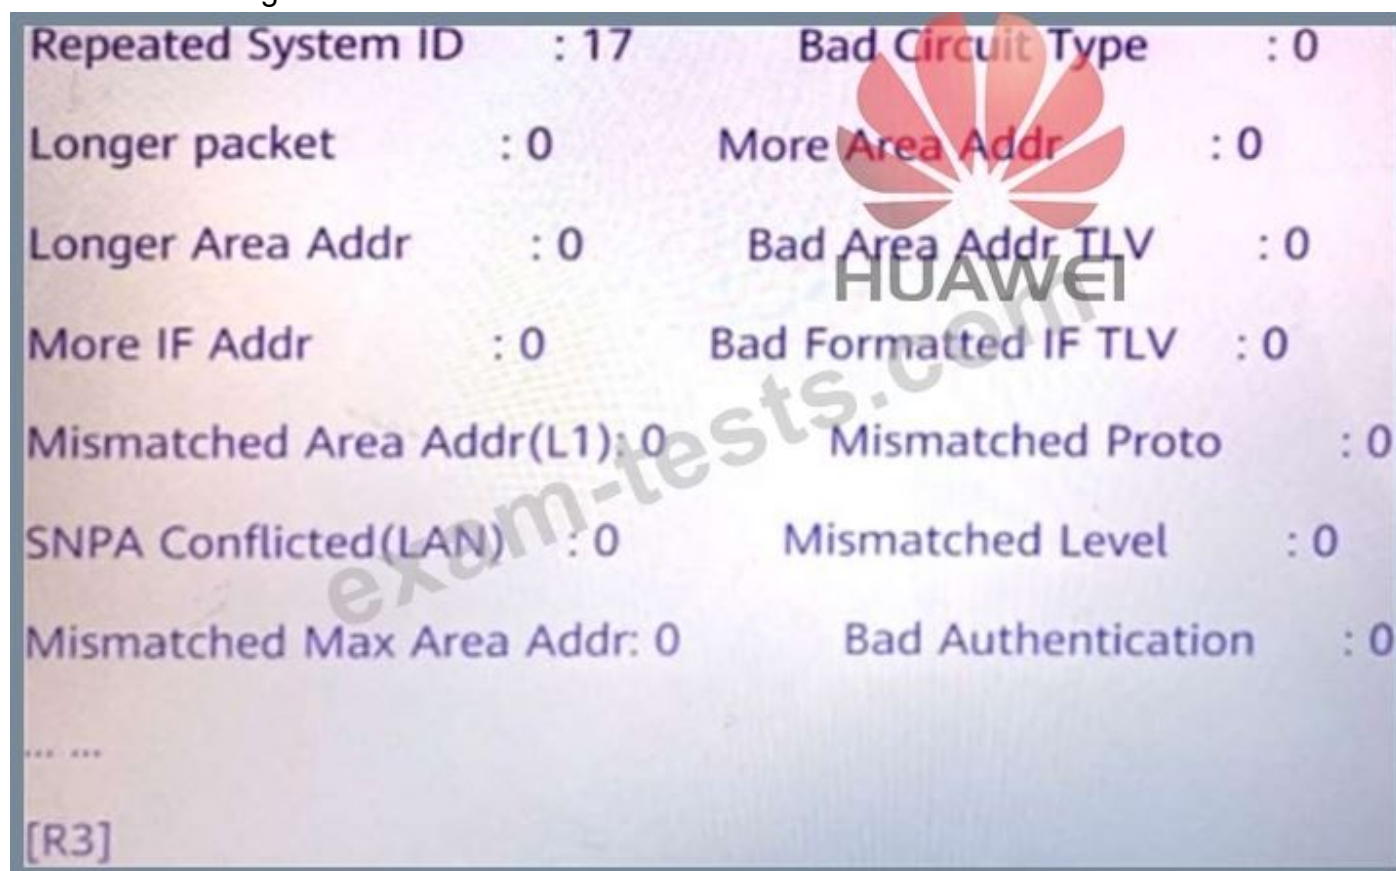 Repeated System ID : 17 Bad Circuit Type : 0
Longer packet : 0 More Area Addr : 0
Longer Area Addr : 0 Bad Area Addr TLV : 0
HUAWEI
More IF Addr : 0 Bad Formatted IF TLV : 0
Mismatched Area Addr(L1): 0 Mismatched Proto : 0
exam-tests.com
SNPA Conflicted(LAN) : 0 Mismatched Level : 0
Mismatched Max Area Addr: 0 Bad Authentication : 0
... ...
[R3]